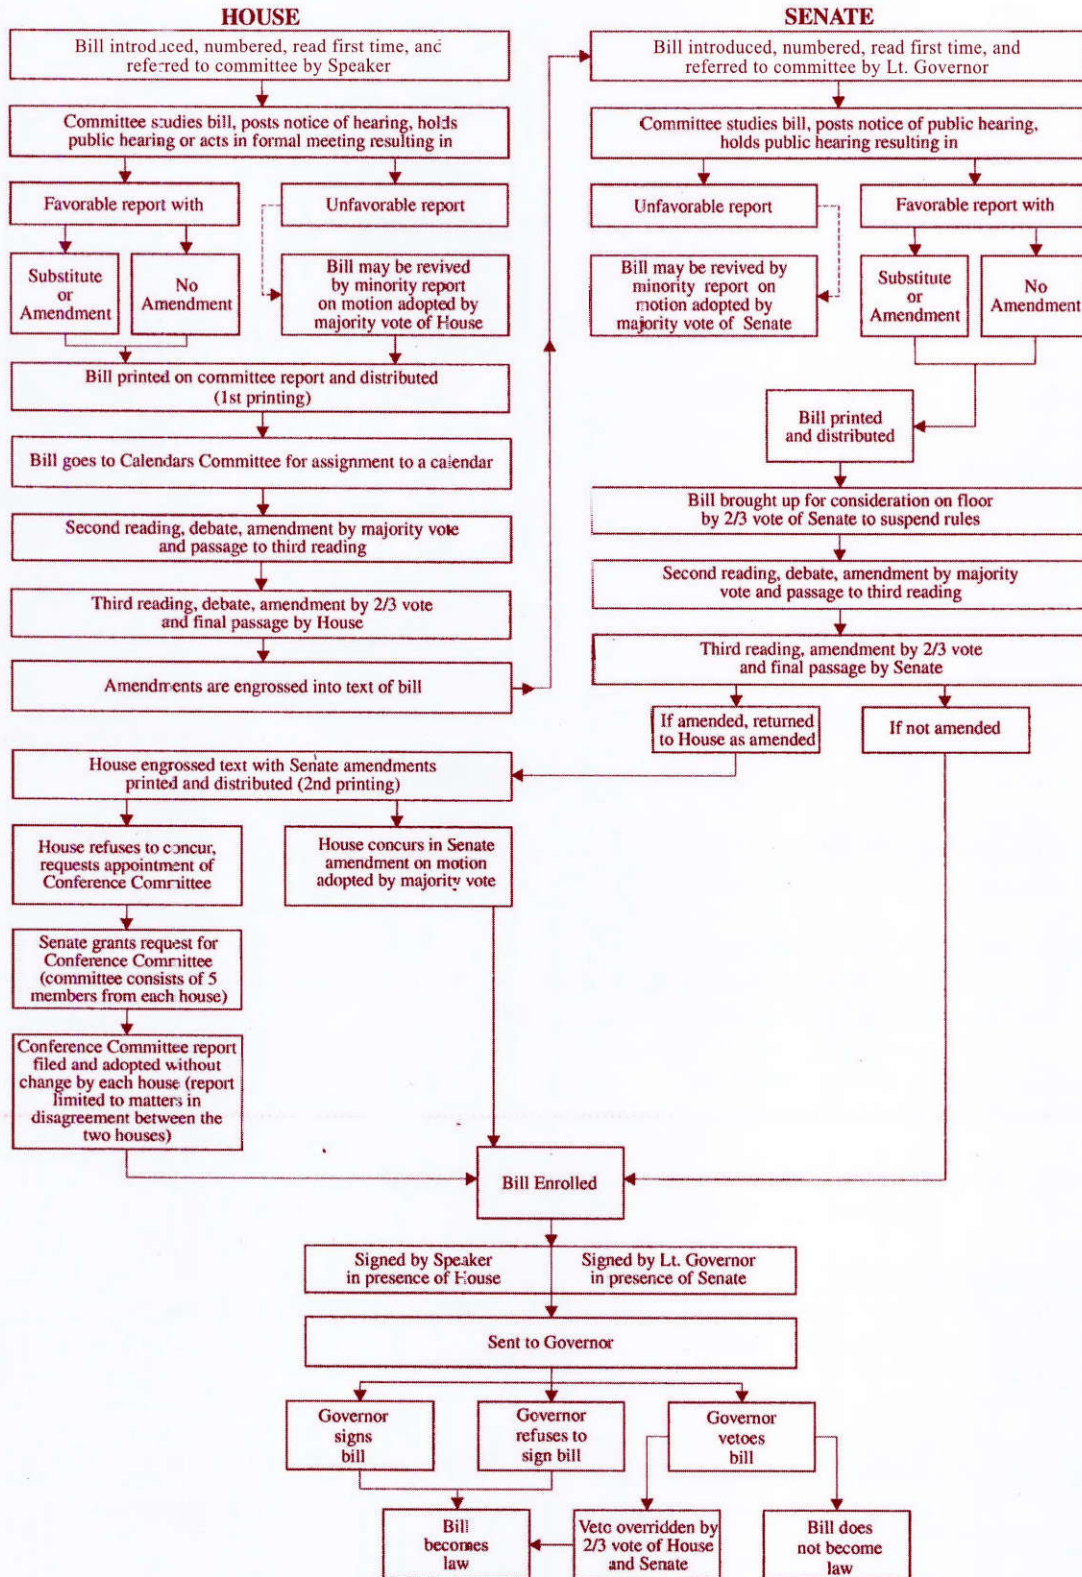 HOUSE
Bill introduced, numbered, read first time, and
referred to committee by Speaker
Committee studies bill, posts notice of hearing, holds
public hearing or acts in formal meeting resulting in
Favorable report with
Unfavorable report
Substitute
or
Amendment
No
Amendment
Bill may be revived
by minority report
on motion adopted by
majority vote of House
Bill printed on committee report and distributed
(1st printing)
Bill goes to Calendars Committee for assignment to a calendar
Second reading, debate, amendment by majority vote
and passage to third reading
Third reading, debate, amendment by 2/3 vote
and final passage by House
Amendments are engrossed into text of bill
SENATE
Bill introduced, numbered, read first time, and
referred to committee by Lt. Governor
Committee studies bill, posts notice of public hearing,
holds public hearing resulting in
Unfavorable report
Favorable report with
Bill may be revived by
minority report on
motion adopted by
majority vote of Senate
Substitute
or
Amendment
No
Amendment
Bill printed
and distributed
Bill brought up for consideration on floor
by 2/3 vote of Senate to suspend rules
Second reading, debate, amendment by majority
vote and passage to third reading
Third reading, amendment by 2/3 vote
and final passage by Senate
If amended, returned
to House as amended
If not amended
House engrossed text with Senate amendments
printed and distributed (2nd printing)
House refuses to concur,
requests appointment of
Conference Committee
House concurs in Senate
amendment on motion
adopted by majority vote
Senate grants request for
Conference Committee
(committee consists of 5
members from each house)
Conference Committee report
filed and adopted without
change by each house (report
limited to matters in
disagreement between the
two houses)
Bill Enrolled
Signed by Speaker
in presence of House
Signed by Lt. Governor
in presence of Senate
Sent to Governor
Governor
signs
bill
Governor
refuses to
sign bill
Governor
vetoes
bill
Bill
becomes
law
Veto overridden by
2/3 vote of House
and Senate
Bill does
not become
law